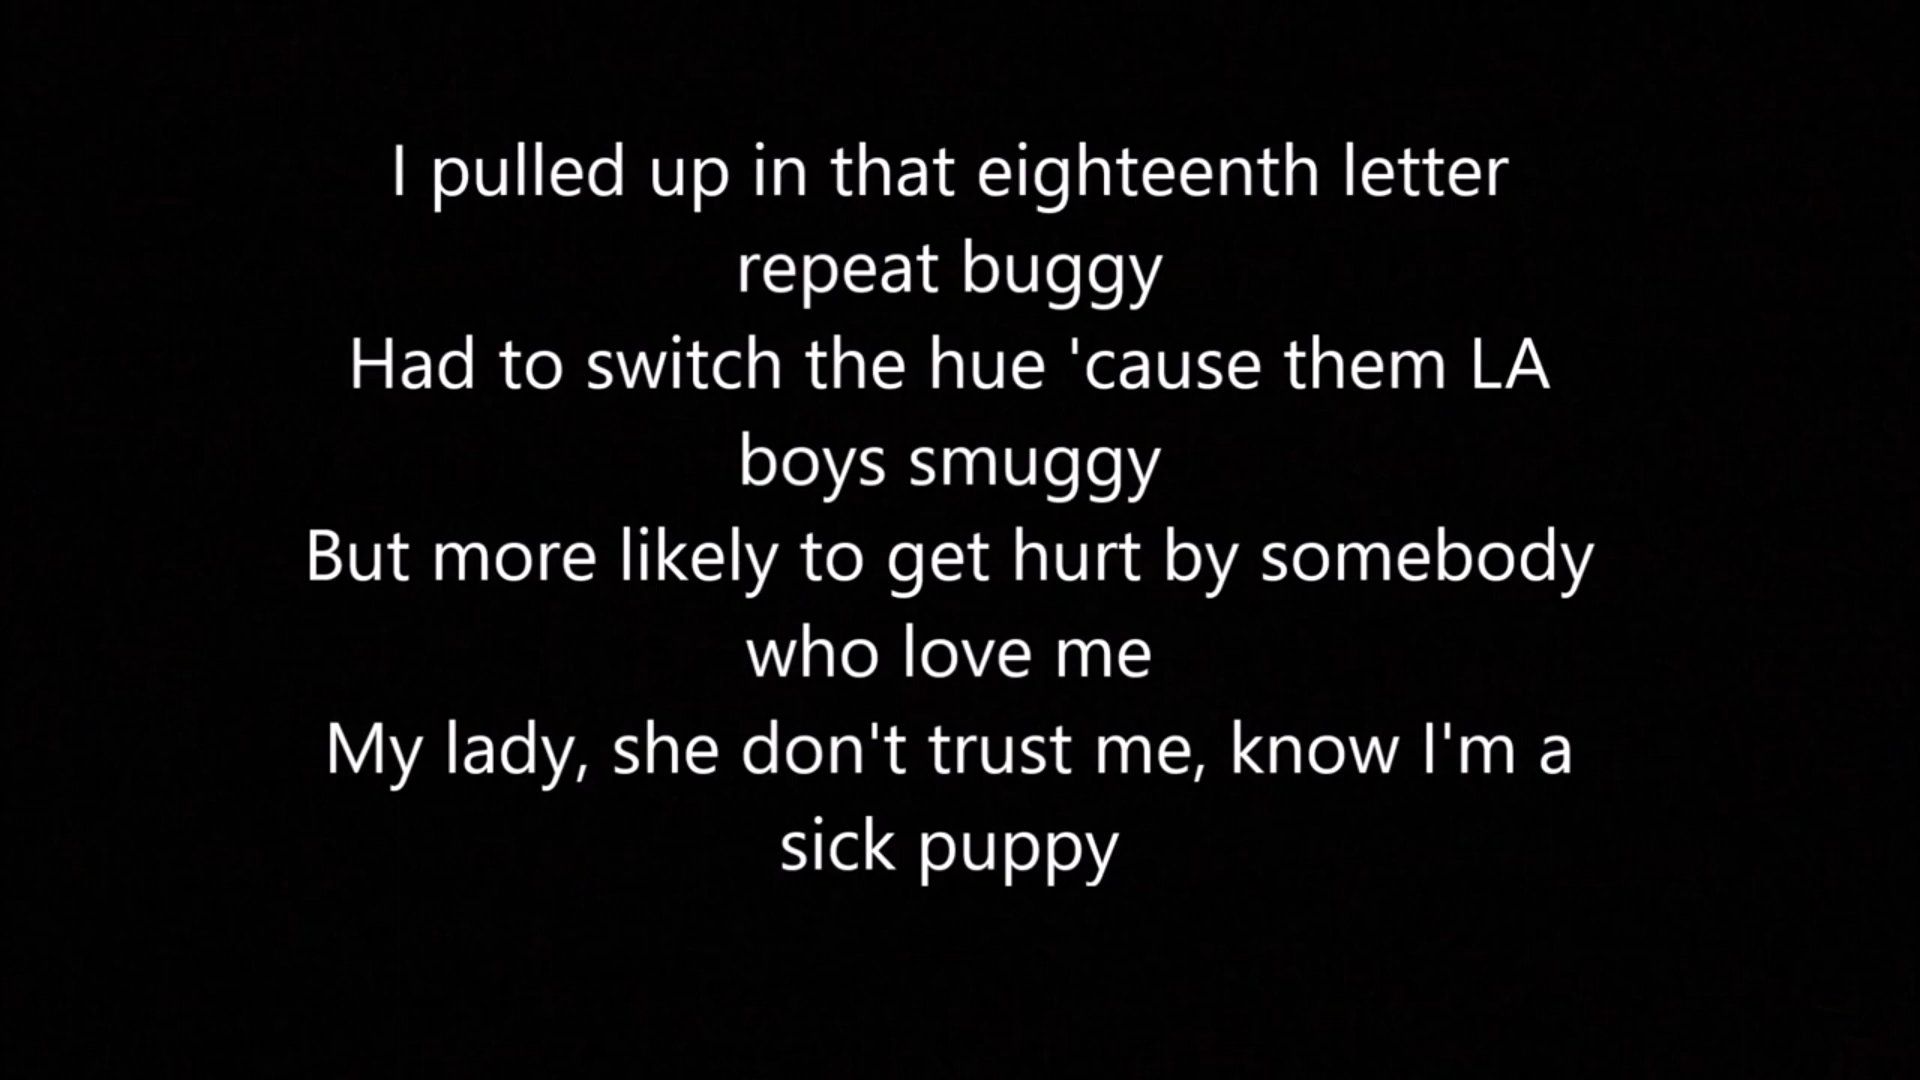 I pulled up in that eighteenth letter
repeat buggy
Had to switch the hue 'cause them LA
boys smuggy
But more likely to get hurt by somebody
who love me
My lady, she don't trust me, know I'm a
sick puppy